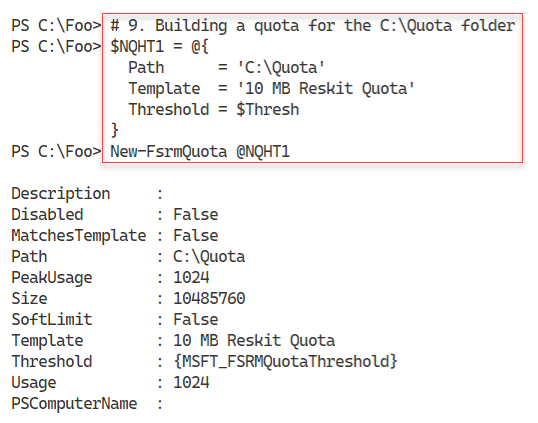 PS C:\Foo> # 9. Building a quota for the C:\Quota folder
PS C:\Foo> $NQHT1 = @{
  Path      = 'C:\Quota'
  Template  = '10 MB Reskit Quota'
  Threshold = $Thresh
}
PS C:\Foo> New-FsrmQuota @NQHT1
Description     :
Disabled        : False
MatchesTemplate : False
Path            : C:\Quota
PeakUsage       : 1024
Size            : 10485760
SoftLimit       : False
Template        : 10 MB Reskit Quota
Threshold       : {MSFT_FSRMQuotaThreshold}
Usage           : 1024
PSComputerName  :